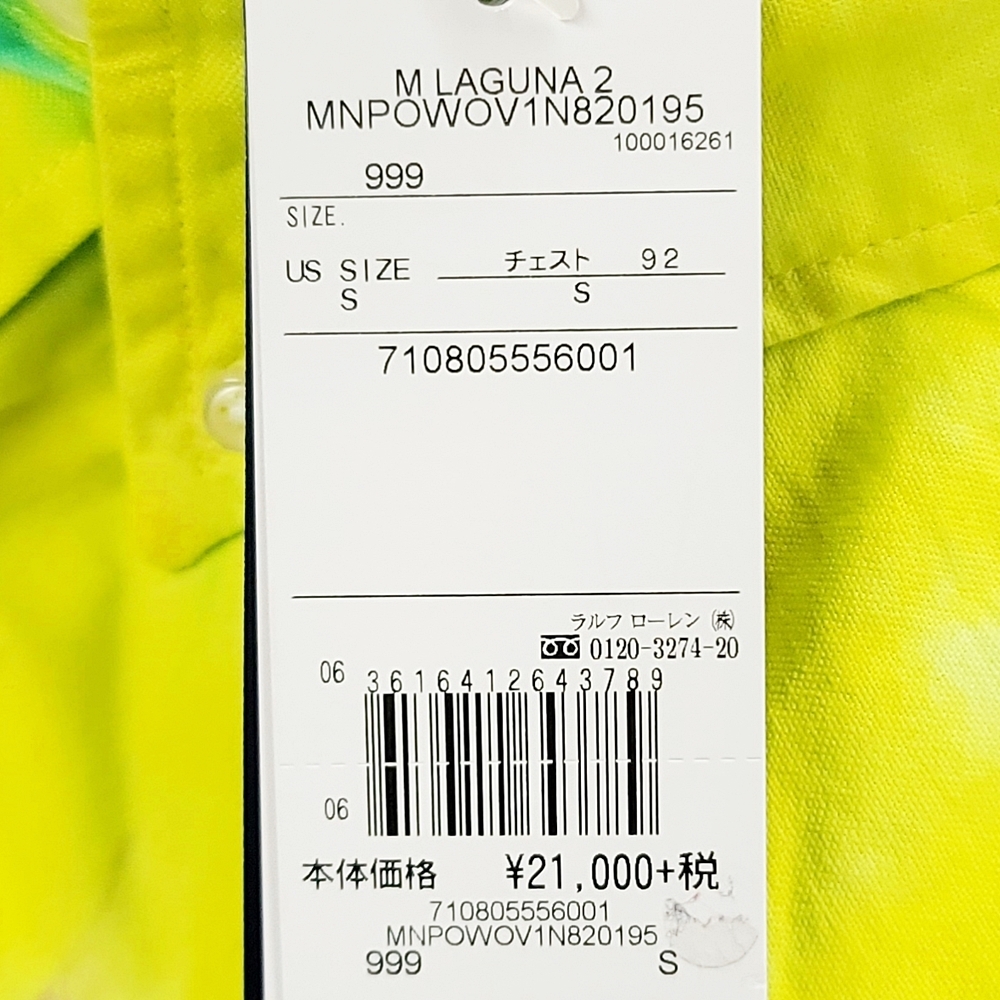 M LAGUNA 2
MNPOWOV1N820195
100016261
999
SIZE.
US SIZE チェスト 92
S S
710805556001
ラルフ ローレン ㈱
0120-3274-20
06 3616412643789
06
本体価格 ¥21,000+税
710805556001
MNPOWOV1N820195
999 S